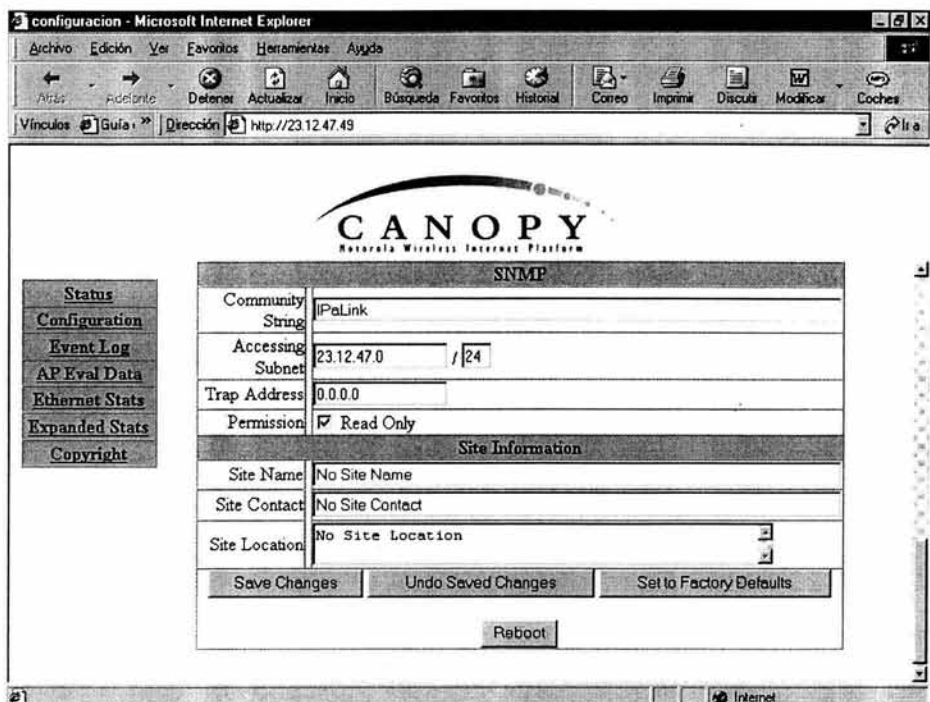 configuracion - Microsoft Internet Explorer
Archivo Edición Ver Favoritos Herramientas Ayuda
Atrás Adelante Detener Actualizar Inicio Búsqueda Favoritos Historial Correo Imprimir Discutir Modificar Coches
Vínculos Guía » Dirección http://23.12.47.49 Ir a
CANOPY
Motorola Wireless Internet Platform
Status
Configuration
Event Log
AP Eval Data
Ethernet Stats
Expanded Stats
Copyright
SNMP
Community String IPaLink
Accessing Subnet 23.12.47.0 / 24
Trap Address 0.0.0.0
Permission Read Only
Site Information
Site Name No Site Name
Site Contact No Site Contact
Site Location No Site Location
Save Changes Undo Saved Changes Set to Factory Defaults
Reboot
Internet